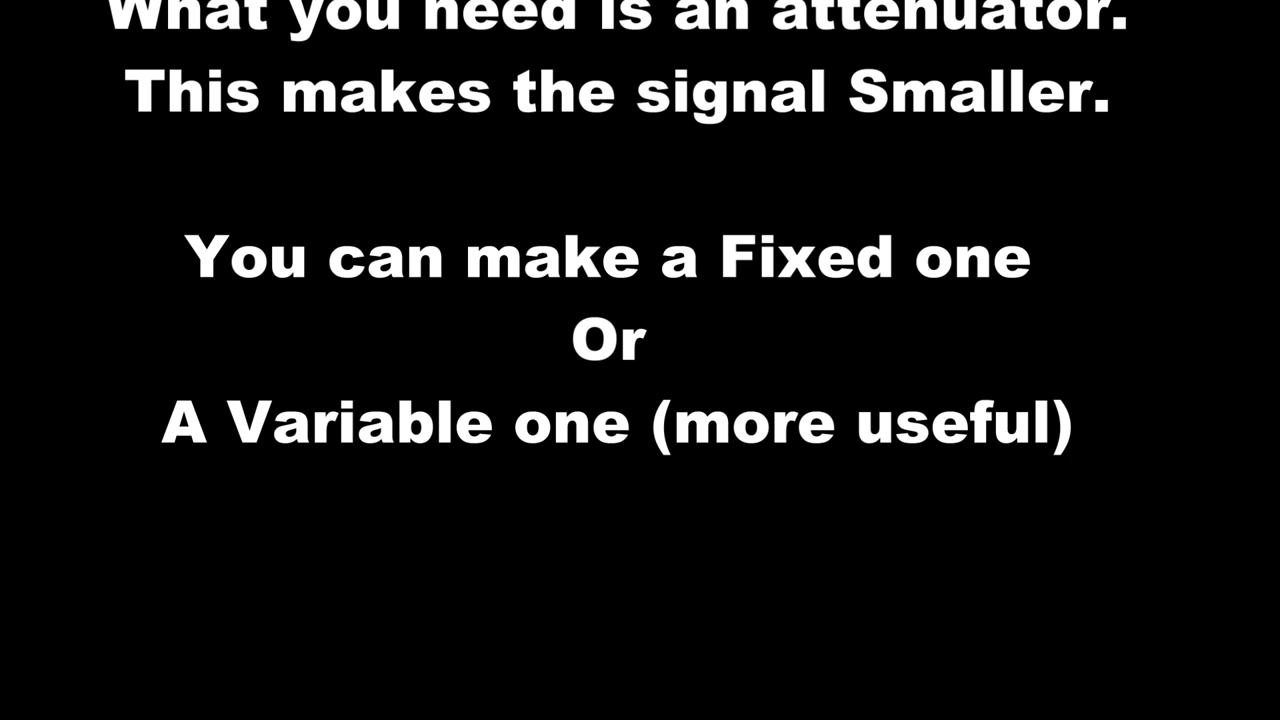 What you need is an attenuator.
This makes the signal Smaller.
You can make a Fixed one
Or
A Variable one (more useful)